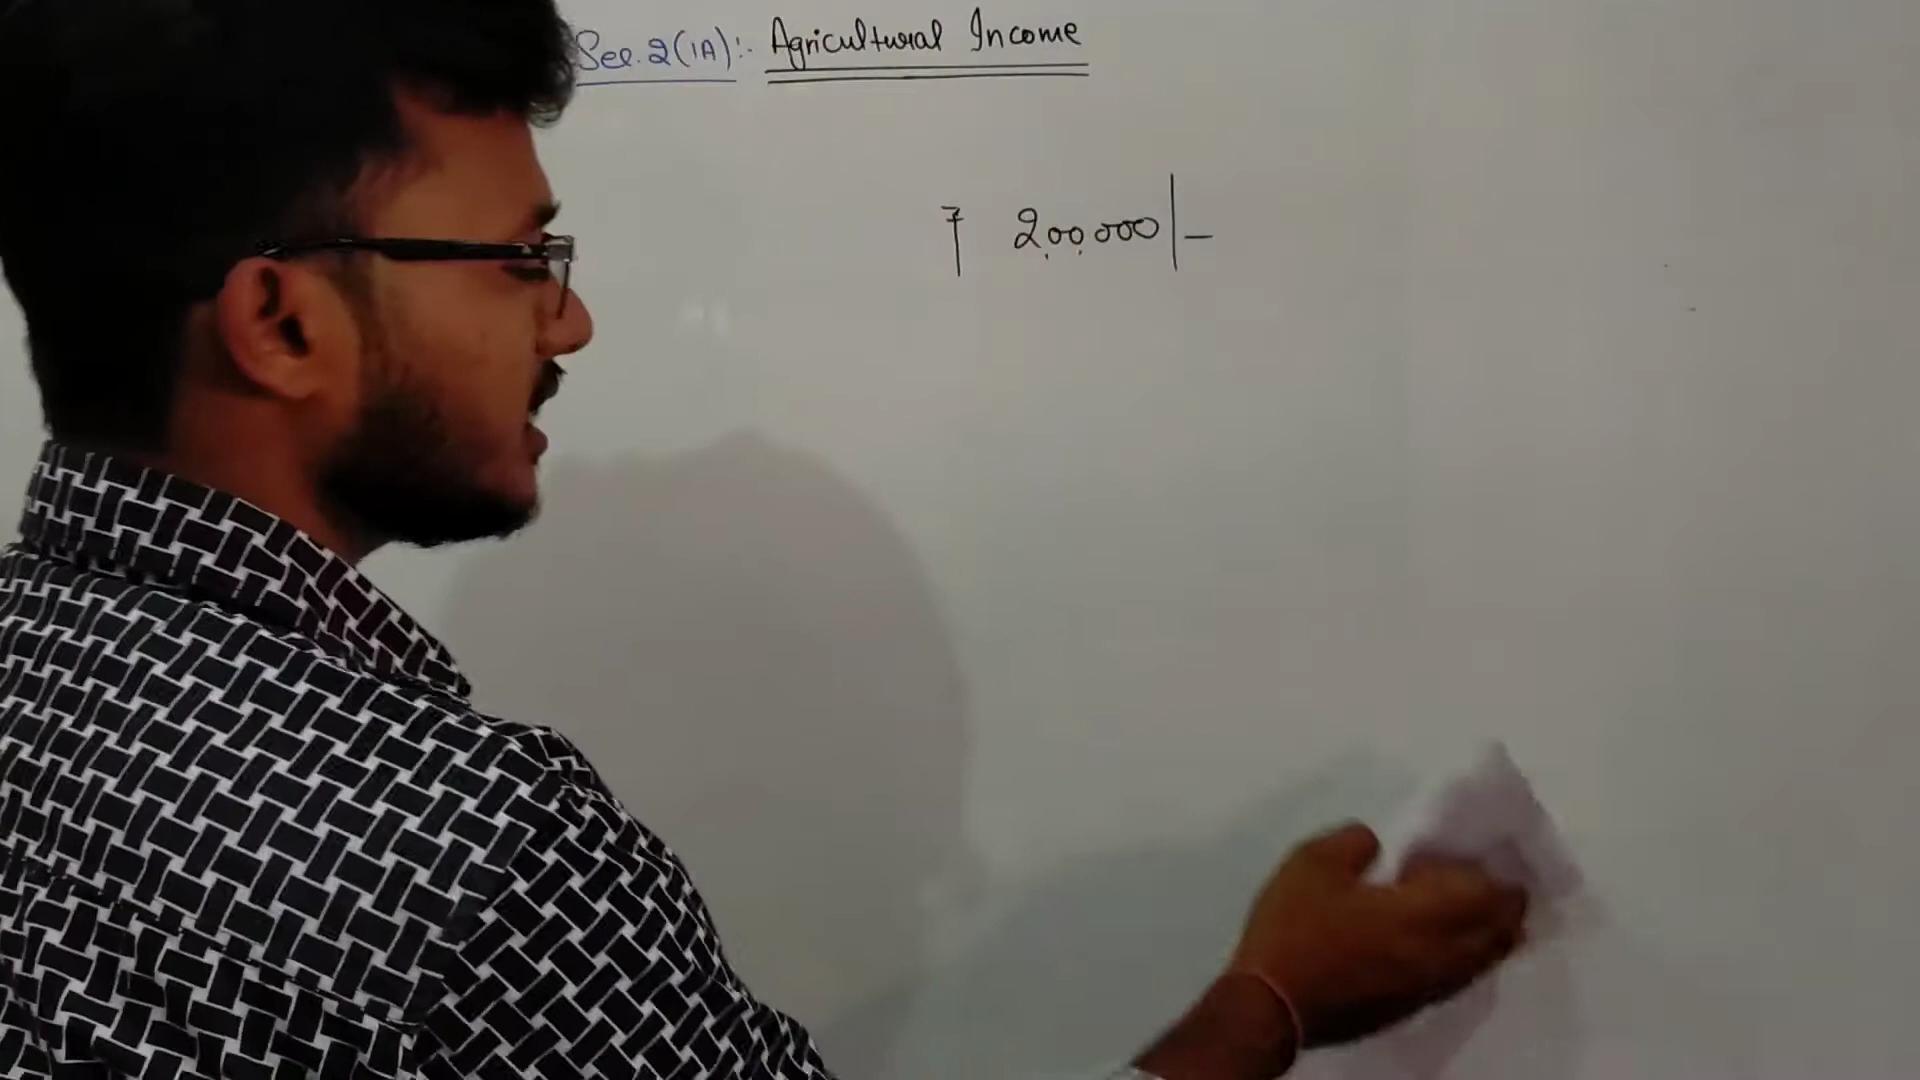 Sec. 2(1A):- Agricultural Income
₹ 2,00,000/-